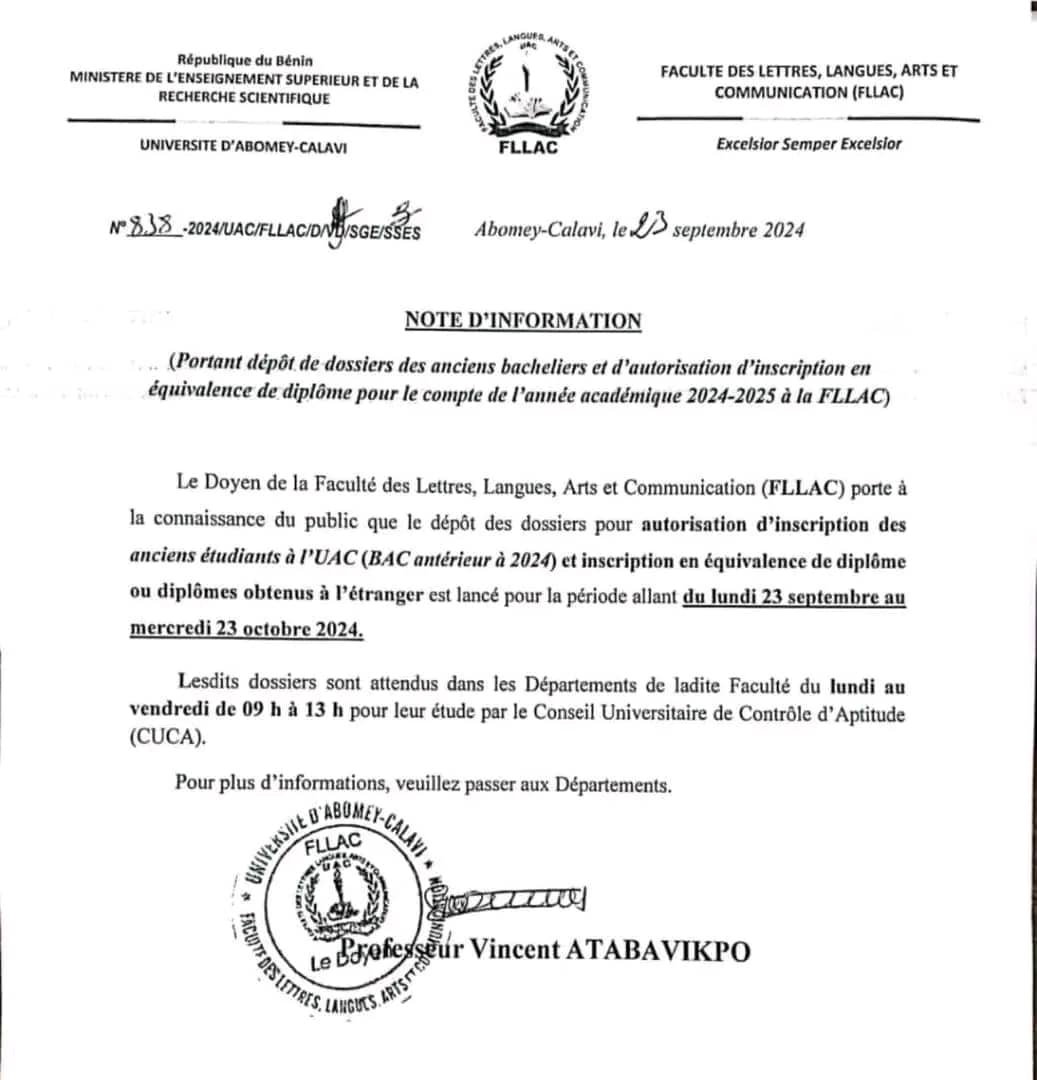 République du Bénin
MINISTERE DE L'ENSEIGNEMENT SUPERIEUR ET DE LA
RECHERCHE SCIENTIFIQUE
UNIVERSITE D'ABOMEY-CALAVI
FACULTE DES LETTRES, LANGUES, ARTS ET COMMUNICATION
UAC
FLLAC
FACULTE DES LETTRES, LANGUES, ARTS ET
COMMUNICATION (FLLAC)
Excelsior Semper Excelsior
N° 838 -2024/UAC/FLLAC/D/ /SGE/SSES
Abomey-Calavi, le 23 septembre 2024
NOTE D'INFORMATION
(Portant dépôt de dossiers des anciens bacheliers et d'autorisation d'inscription en
équivalence de diplôme pour le compte de l'année académique 2024-2025 à la FLLAC)
Le Doyen de la Faculté des Lettres, Langues, Arts et Communication (FLLAC) porte à
la connaissance du public que le dépôt des dossiers pour autorisation d'inscription des
anciens étudiants à l'UAC (BAC antérieur à 2024) et inscription en équivalence de diplôme
ou diplômes obtenus à l'étranger est lancé pour la période allant du lundi 23 septembre au
mercredi 23 octobre 2024.
Lesdits dossiers sont attendus dans les Départements de ladite Faculté du lundi au
vendredi de 09 h à 13 h pour leur étude par le Conseil Universitaire de Contrôle d'Aptitude
(CUCA).
Pour plus d'informations, veuillez passer aux Départements.
UNIVERSITE D'ABOMEY-CALAVI
FLLAC
UAC
Le Doyen
FACULTE DES LETTRES, LANGUES, ARTS ET COMMUNICATION
Professeur Vincent ATABAVIKPO